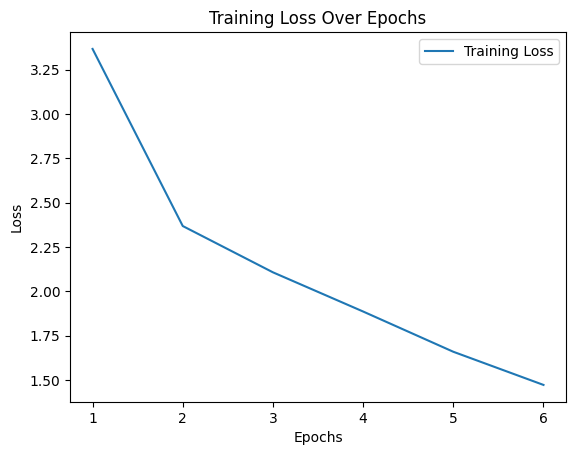 Training Loss Over Epochs
Training Loss
3.25
3.00
2.75
2.50
2.25
2.00
1.75
1.50
Loss
1 2 3 4 5 6
Epochs